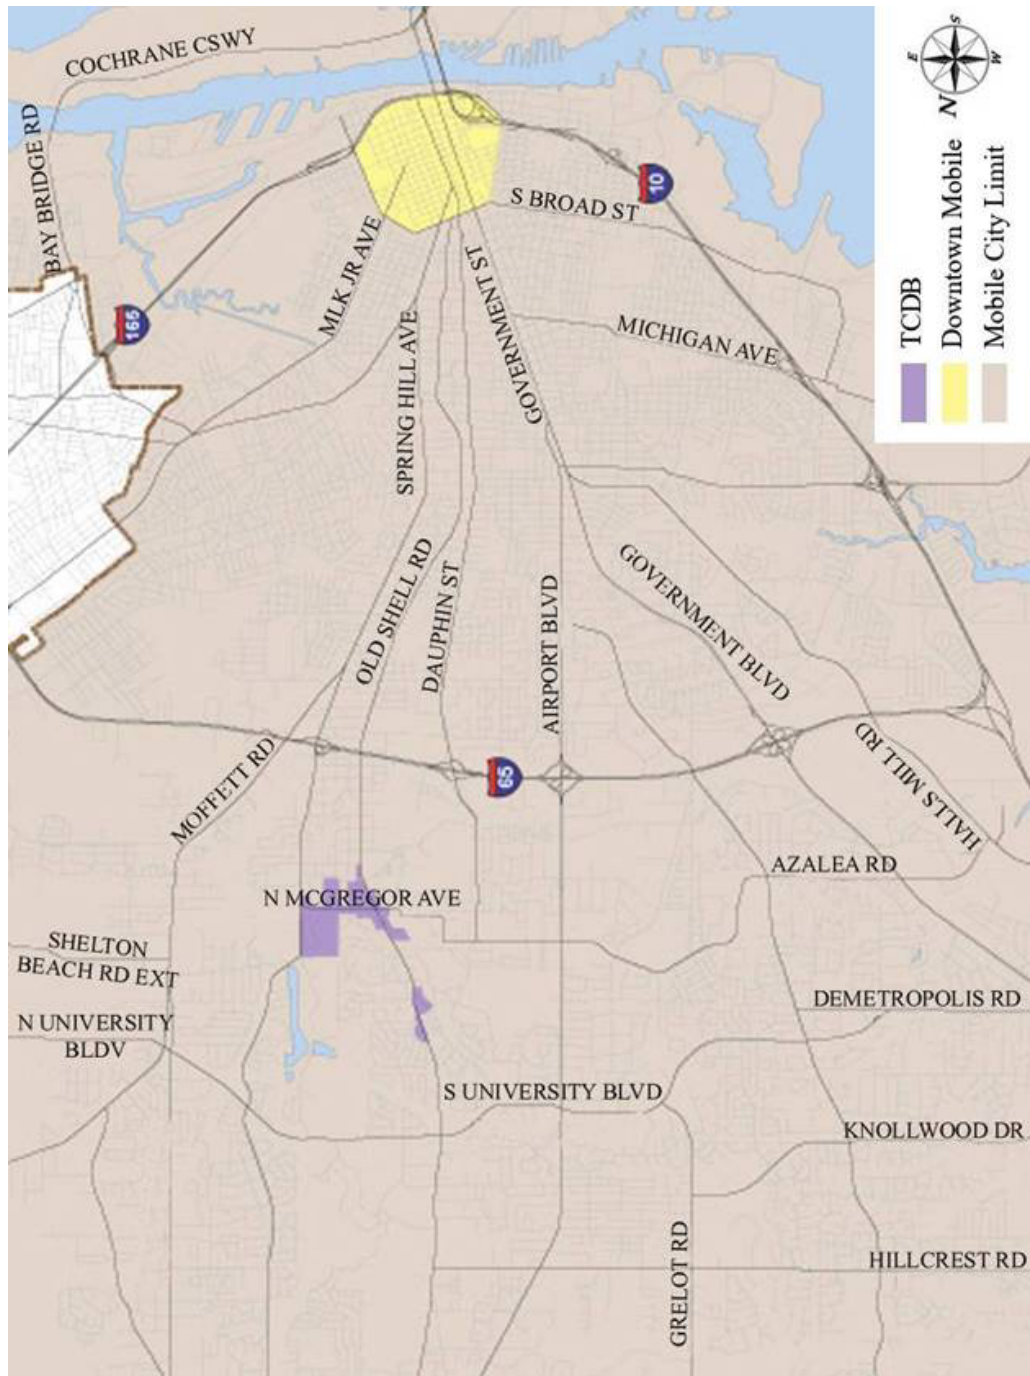 COCHRANE CSWY
BAY BRIDGE RD
165
MLK JR AVE
SPRING HILL AVE
GOVERNMENT ST
S BROAD ST
10
MICHIGAN AVE
OLD SHELL RD
DAUPHIN ST
AIRPORT BLVD
GOVERNMENT BLVD
MOFFETT RD
65
HALLS MILL RD
N MCGREGOR AVE
AZALEA RD
SHELTON
BEACH RD EXT
DEMETROPOLIS RD
N UNIVERSITY
BLDV
S UNIVERSITY BLVD
KNOLLWOOD DR
GRELOT RD
HILLCREST RD
N
E
S
W
TCDB
Downtown Mobile
Mobile City Limit